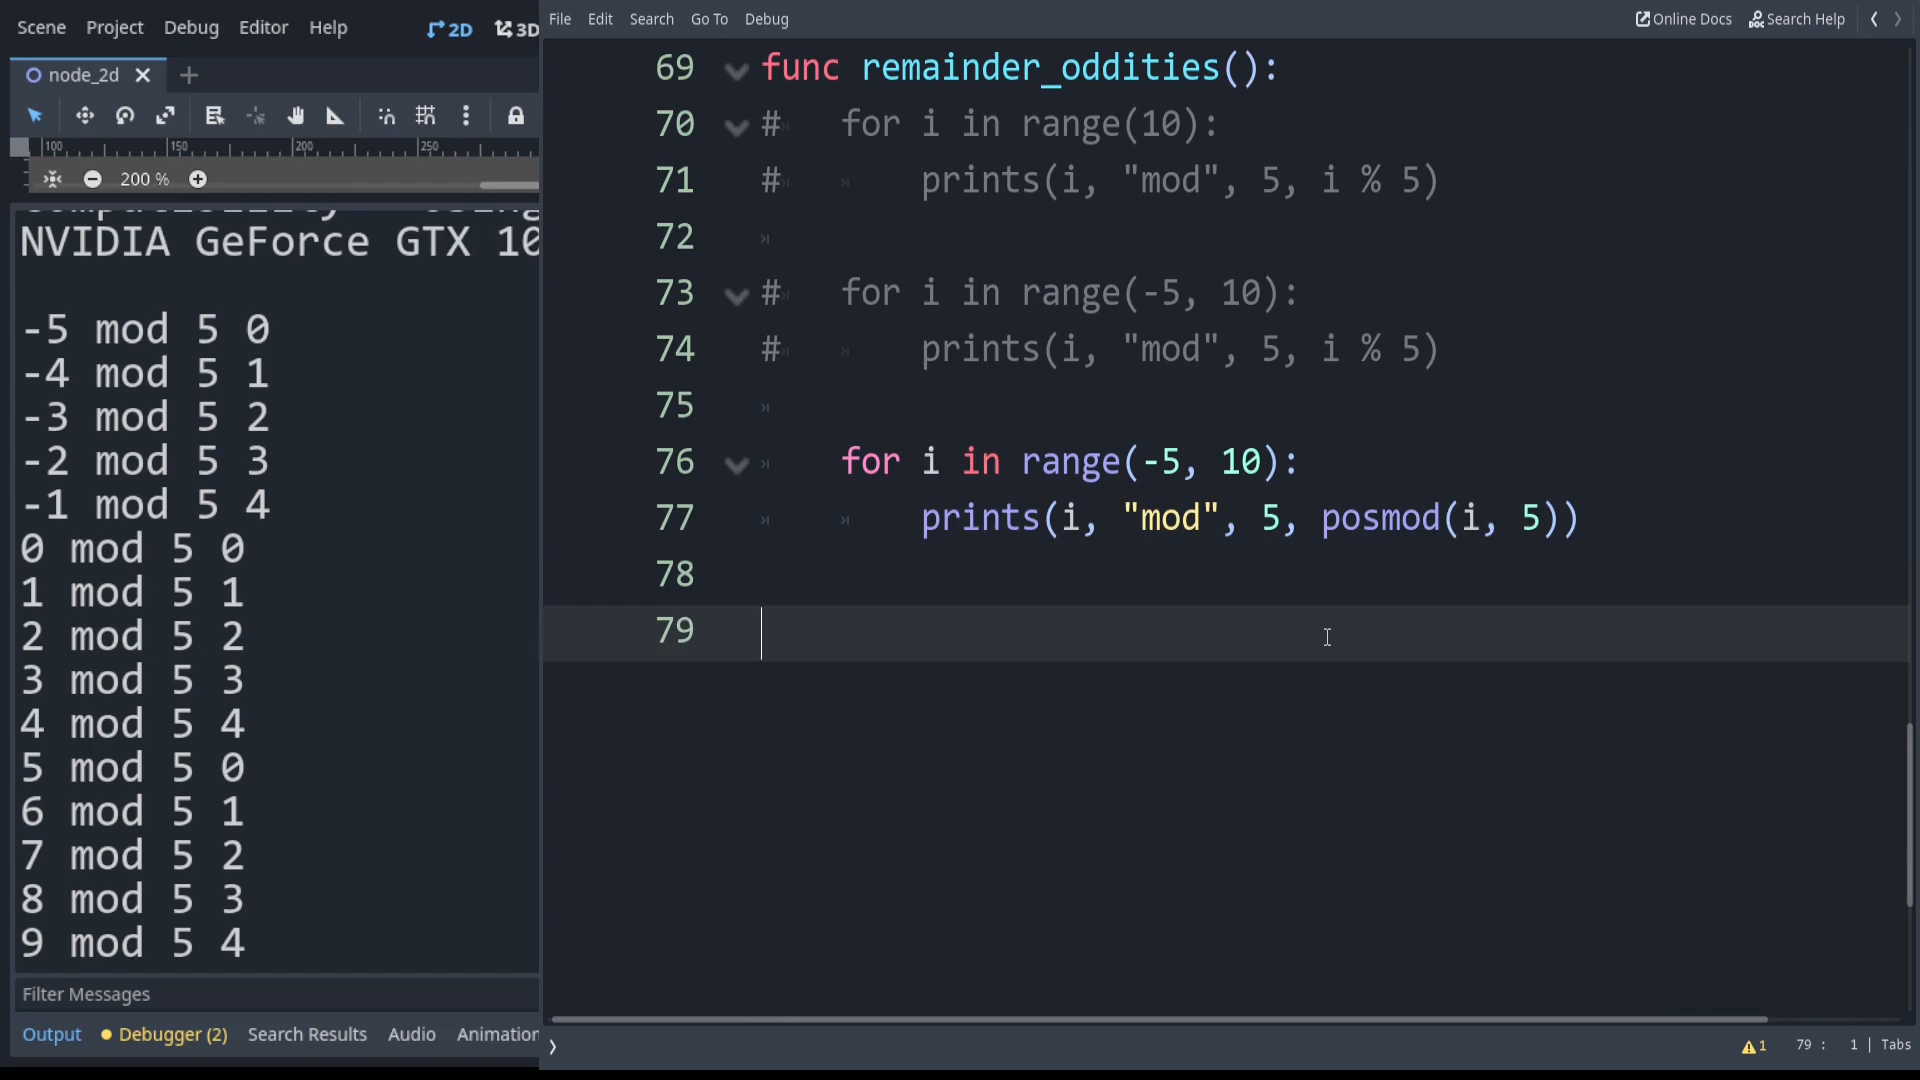 Scene Project Debug Editor Help 2D 3D
node_2d
100 150 200 250
200 %
NVIDIA GeForce GTX 10
-5 mod 5 0
-4 mod 5 1
-3 mod 5 2
-2 mod 5 3
-1 mod 5 4
0 mod 5 0
1 mod 5 1
2 mod 5 2
3 mod 5 3
4 mod 5 4
5 mod 5 0
6 mod 5 1
7 mod 5 2
8 mod 5 3
9 mod 5 4
Filter Messages
Output Debugger (2) Search Results Audio Animation
File Edit Search Go To Debug Online Docs Search Help
69 func remainder_oddities():
70 # for i in range(10):
71 # prints(i, "mod", 5, i % 5)
72
73 # for i in range(-5, 10):
74 # prints(i, "mod", 5, i % 5)
75
76 for i in range(-5, 10):
77 prints(i, "mod", 5, posmod(i, 5))
78
79
1 79 : 1 | Tabs